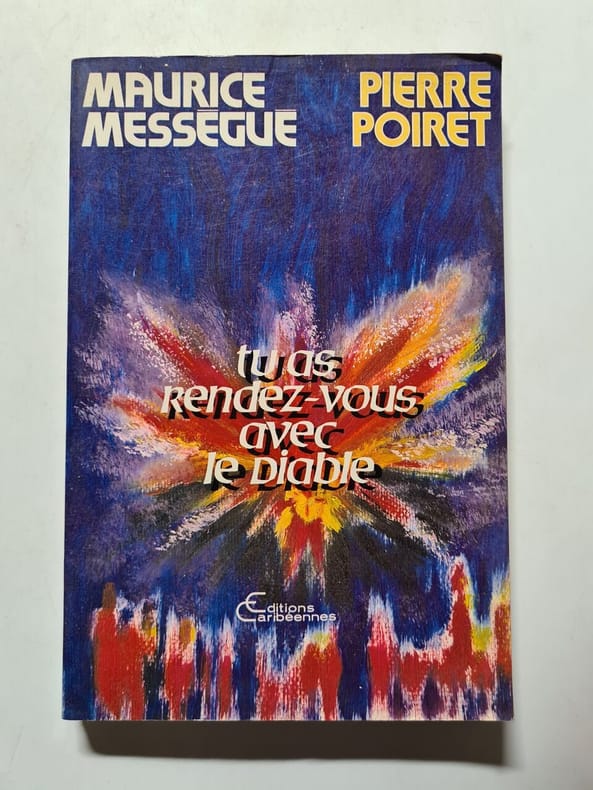 MAURICE
MESSÉGUÉ
PIERRE
POIRET
tu as
Rendez-vous
avec
le Diable
Editions
Caribéennes